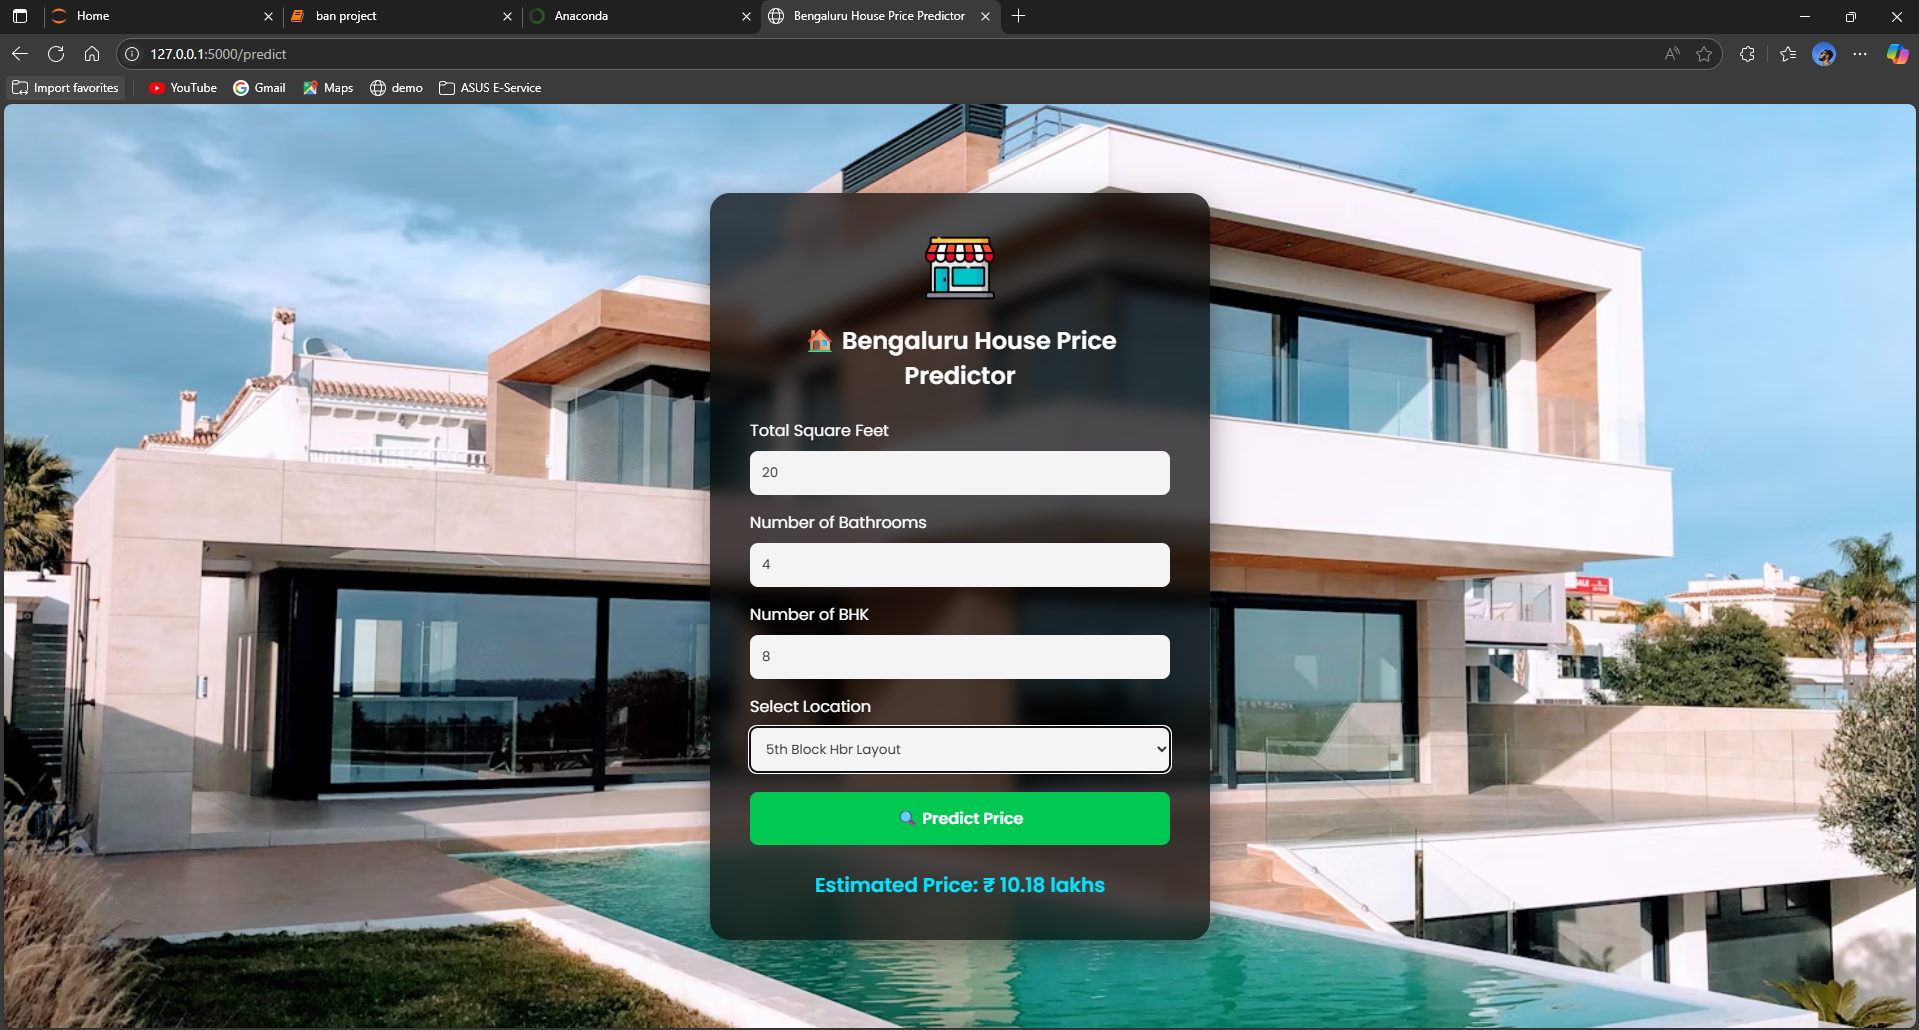 Home
ban project
Anaconda
Bengaluru House Price Predictor
127.0.0.1:5000/predict
Import favorites
YouTube
Gmail
Maps
demo
ASUS E-Service
Bengaluru House Price
Predictor
Total Square Feet
20
Number of Bathrooms
4
Number of BHK
8
Select Location
5th Block Hbr Layout
Predict Price
Estimated Price: ₹ 10.18 lakhs